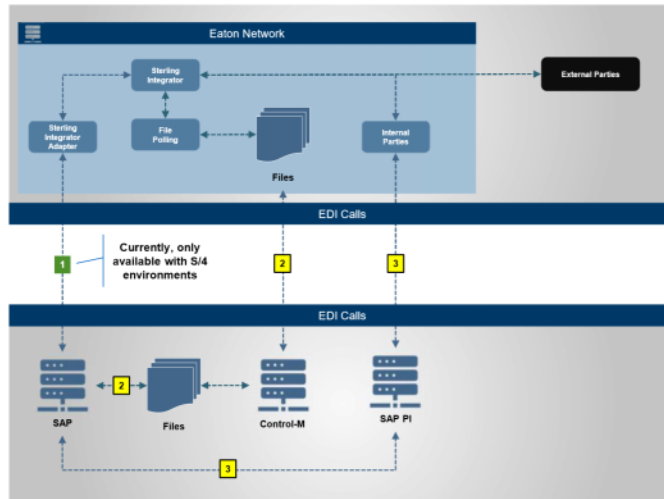 Eaton Network
Sterling
Integrator
External Parties
Sterling
Integrator
Adapter
File
Polling
Internal
Parties
Files
EDI Calls
1
Currently, only
available with S/4
environments
2
3
EDI Calls
2
SAP
Files
Control-M
SAP PI
3